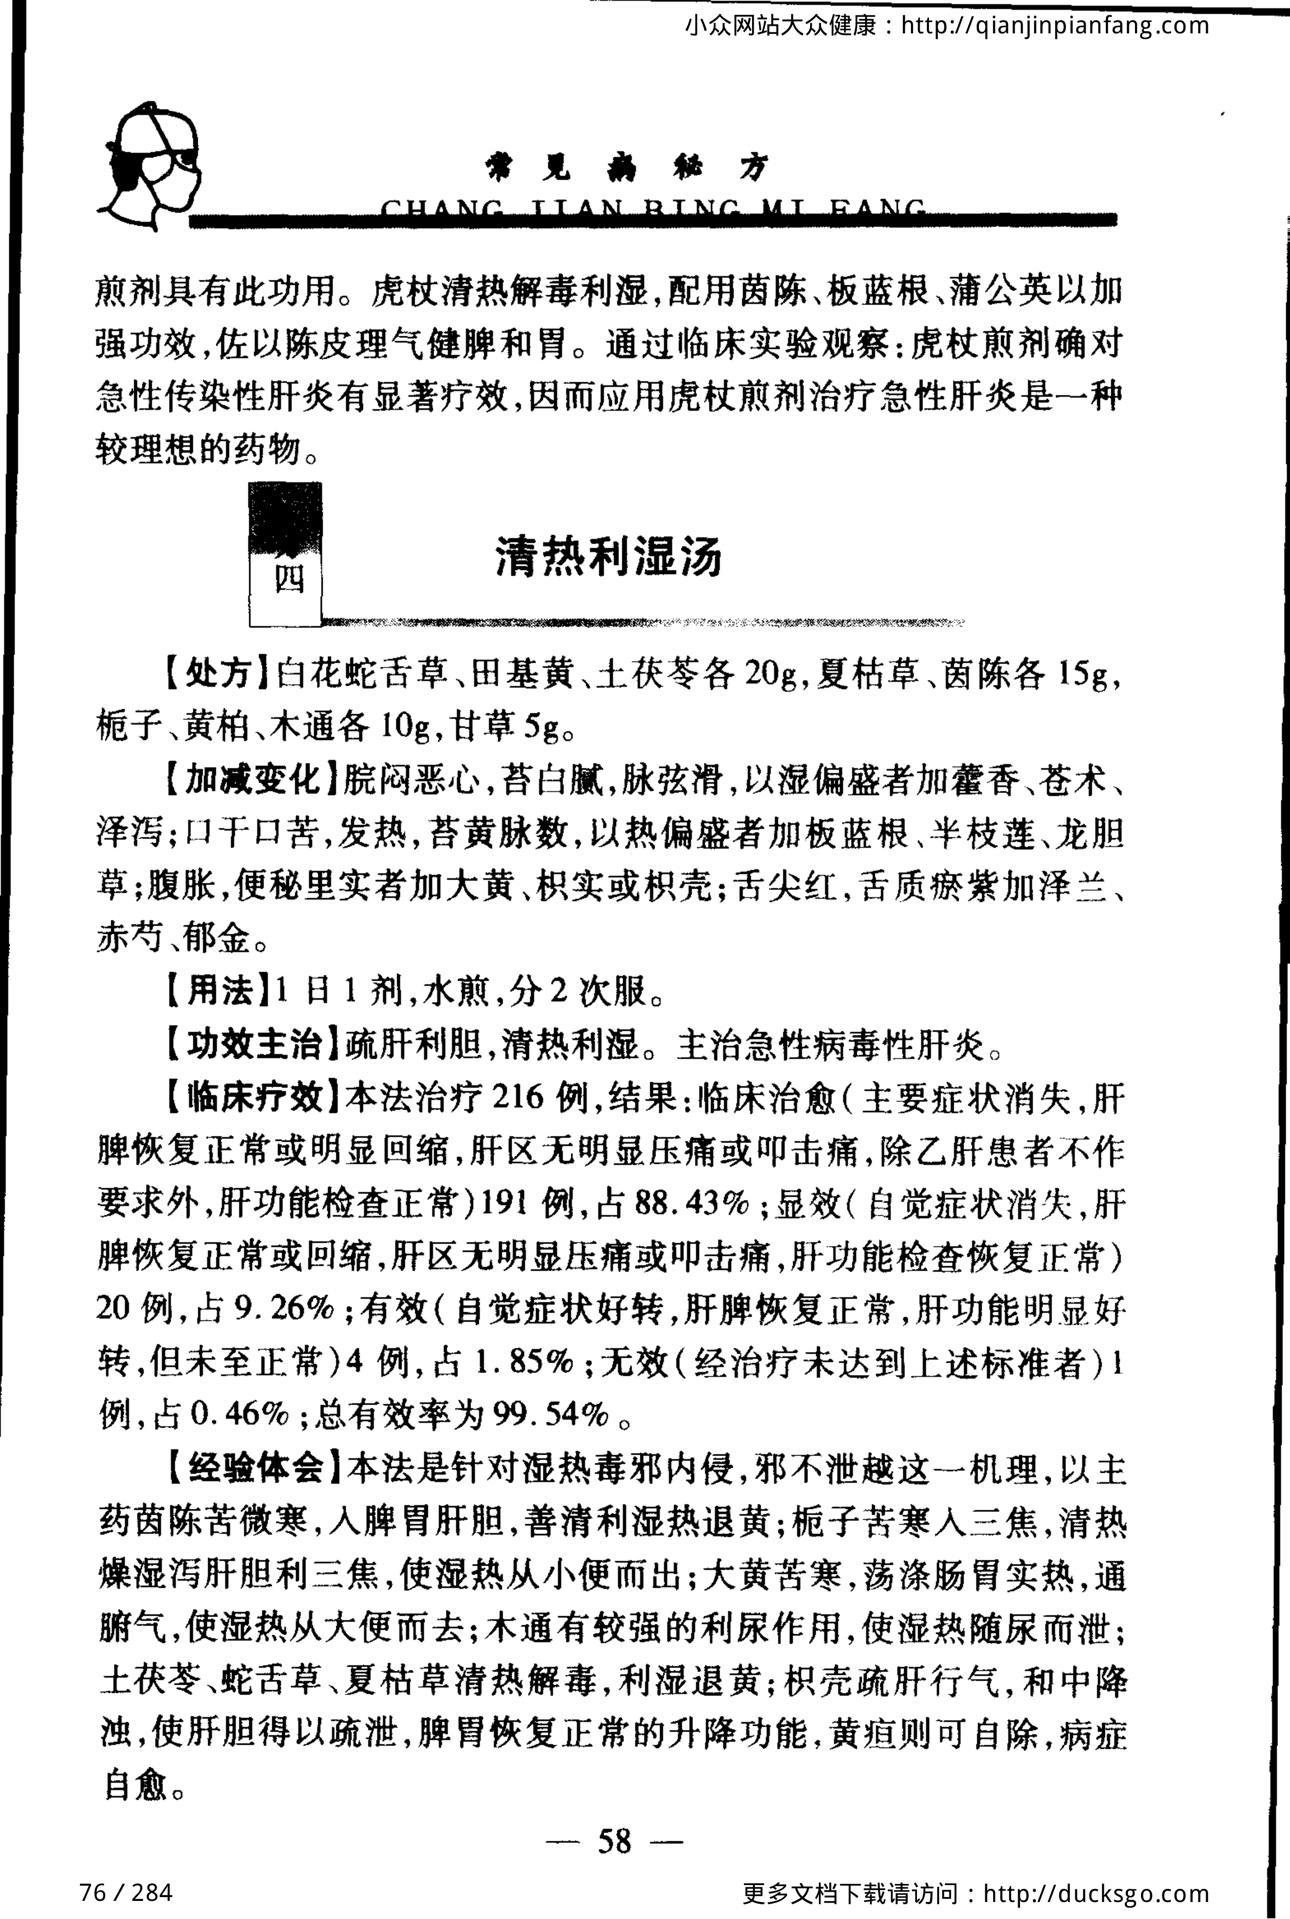 小众网站大众健康：http://qianjinpianfang.com
常见病秘方
CHANG JIAN BING MI FANG
煎剂具有此功用。虎杖清热解毒利湿,配用茵陈、板蓝根、蒲公英以加
强功效,佐以陈皮理气健脾和胃。通过临床实验观察:虎杖煎剂确对
急性传染性肝炎有显著疗效,因而应用虎杖煎剂治疗急性肝炎是一种
较理想的药物。
四
清热利湿汤
【处方】白花蛇舌草、田基黄、土茯苓各 20g,夏枯草、茵陈各 15g,
栀子、黄柏、木通各 10g,甘草 5g。
【加减变化】脘闷恶心,苔白腻,脉弦滑,以湿偏盛者加藿香、苍术、
泽泻;口干口苦,发热,苔黄脉数,以热偏盛者加板蓝根、半枝莲、龙胆
草;腹胀,便秘里实者加大黄、枳实或枳壳;舌尖红,舌质瘀紫加泽兰、
赤芍、郁金。
【用法】1 日 1 剂,水煎,分 2 次服。
【功效主治】疏肝利胆,清热利湿。主治急性病毒性肝炎。
【临床疗效】本法治疗 216 例,结果:临床治愈(主要症状消失,肝
脾恢复正常或明显回缩,肝区无明显压痛或叩击痛,除乙肝患者不作
要求外,肝功能检查正常)191 例,占 88.43%;显效(自觉症状消失,肝
脾恢复正常或回缩,肝区无明显压痛或叩击痛,肝功能检查恢复正常)
20 例,占 9.26%;有效(自觉症状好转,肝脾恢复正常,肝功能明显好
转,但未至正常)4 例,占 1.85%;无效(经治疗未达到上述标准者)1
例,占 0.46%;总有效率为 99.54%。
【经验体会】本法是针对湿热毒邪内侵,邪不泄越这一机理,以主
药茵陈苦微寒,入脾胃肝胆,善清利湿热退黄;栀子苦寒入三焦,清热
燥湿泻肝胆利三焦,使湿热从小便而出;大黄苦寒,荡涤肠胃实热,通
腑气,使湿热从大便而去;木通有较强的利尿作用,使湿热随尿而泄;
土茯苓、蛇舌草、夏枯草清热解毒,利湿退黄;枳壳疏肝行气,和中降
浊,使肝胆得以疏泄,脾胃恢复正常的升降功能,黄疸则可自除,病症
自愈。
— 58 —
76 / 284
更多文档下载请访问：http://ducksgo.com